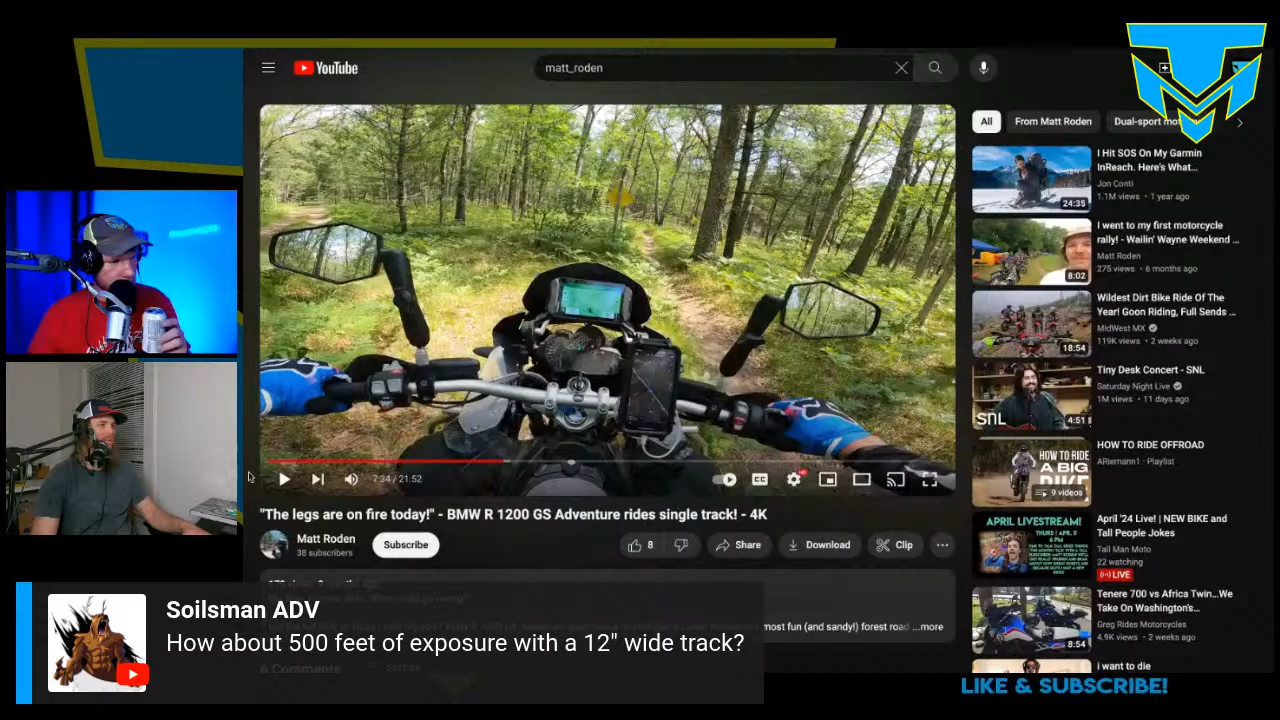 YouTube
matt_roden
All
From Matt Roden
I Hit SOS On My Garmin
InReach. Here's What...
Jon Conti
1.1M views • 1 year ago
24:35
I went to my first motorcycle
rally! - Wailin' Wayne Weekend ...
Matt Roden
275 views • 6 months ago
8:02
Wildest Dirt Bike Ride Of The
Year! Goon Riding, Full Sends ...
MidWest MX
119K views • 2 weeks ago
18:54
Tiny Desk Concert - SNL
Saturday Night Live
1M views • 11 days ago
SNL
4:51
HOW TO RIDE OFFROAD
ARiemann1 • Playlist
HOW TO RIDE
A BIG
9 videos
April '24 Live! | NEW BIKE and
Tall People Jokes
Tall Man Moto
22 watching
LIVE
APRIL LIVESTREAM!
Tenere 700 vs Africa Twin...We
Take On Washington's...
Greg Rides Motorcycles
4.9K views • 2 weeks ago
8:54
i want to die
7:34 / 21:52
CC
HD
"The legs are on fire today!" - BMW R 1200 GS Adventure rides single track! - 4K
Matt Roden
38 subscribers
Subscribe
8
Share
Download
Clip
most fun (and sandy!) forest road ...more
6 Comments
Soilsman ADV
How about 500 feet of exposure with a 12" wide track?
LIKE & SUBSCRIBE!